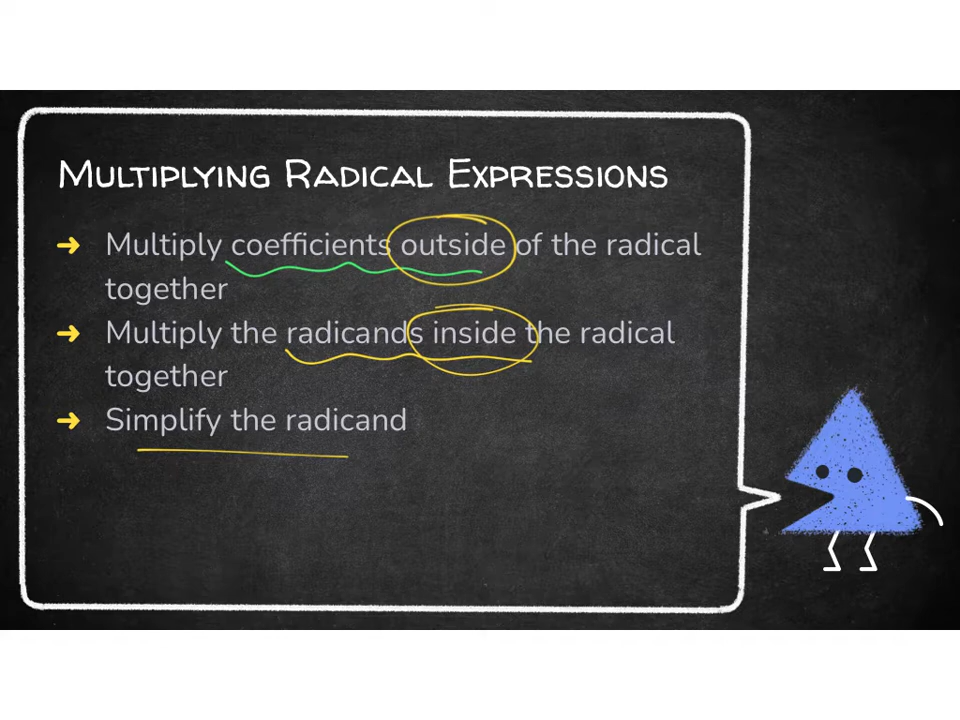 Multiplying Radical Expressions
➜ Multiply coefficients outside of the radical
together
➜ Multiply the radicands inside the radical
together
➜ Simplify the radicand